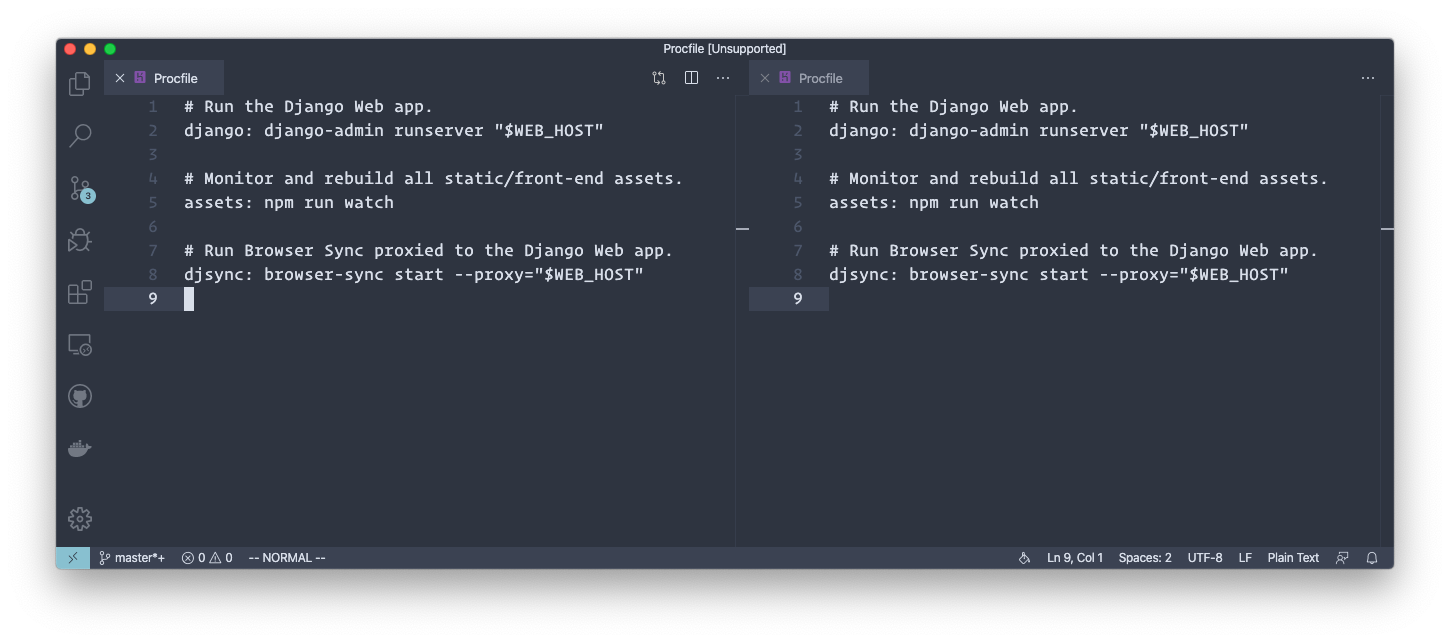 Procfile [Unsupported]
Procfile
Procfile
1 # Run the Django Web app.
2 django: django-admin runserver "$WEB_HOST"
3
4 # Monitor and rebuild all static/front-end assets.
5 assets: npm run watch
6
7 # Run Browser Sync proxied to the Django Web app.
8 djsync: browser-sync start --proxy="$WEB_HOST"
9
1 # Run the Django Web app.
2 django: django-admin runserver "$WEB_HOST"
3
4 # Monitor and rebuild all static/front-end assets.
5 assets: npm run watch
6
7 # Run Browser Sync proxied to the Django Web app.
8 djsync: browser-sync start --proxy="$WEB_HOST"
9
3
master*+ 0 0 -- NORMAL -- Ln 9, Col 1 Spaces: 2 UTF-8 LF Plain Text